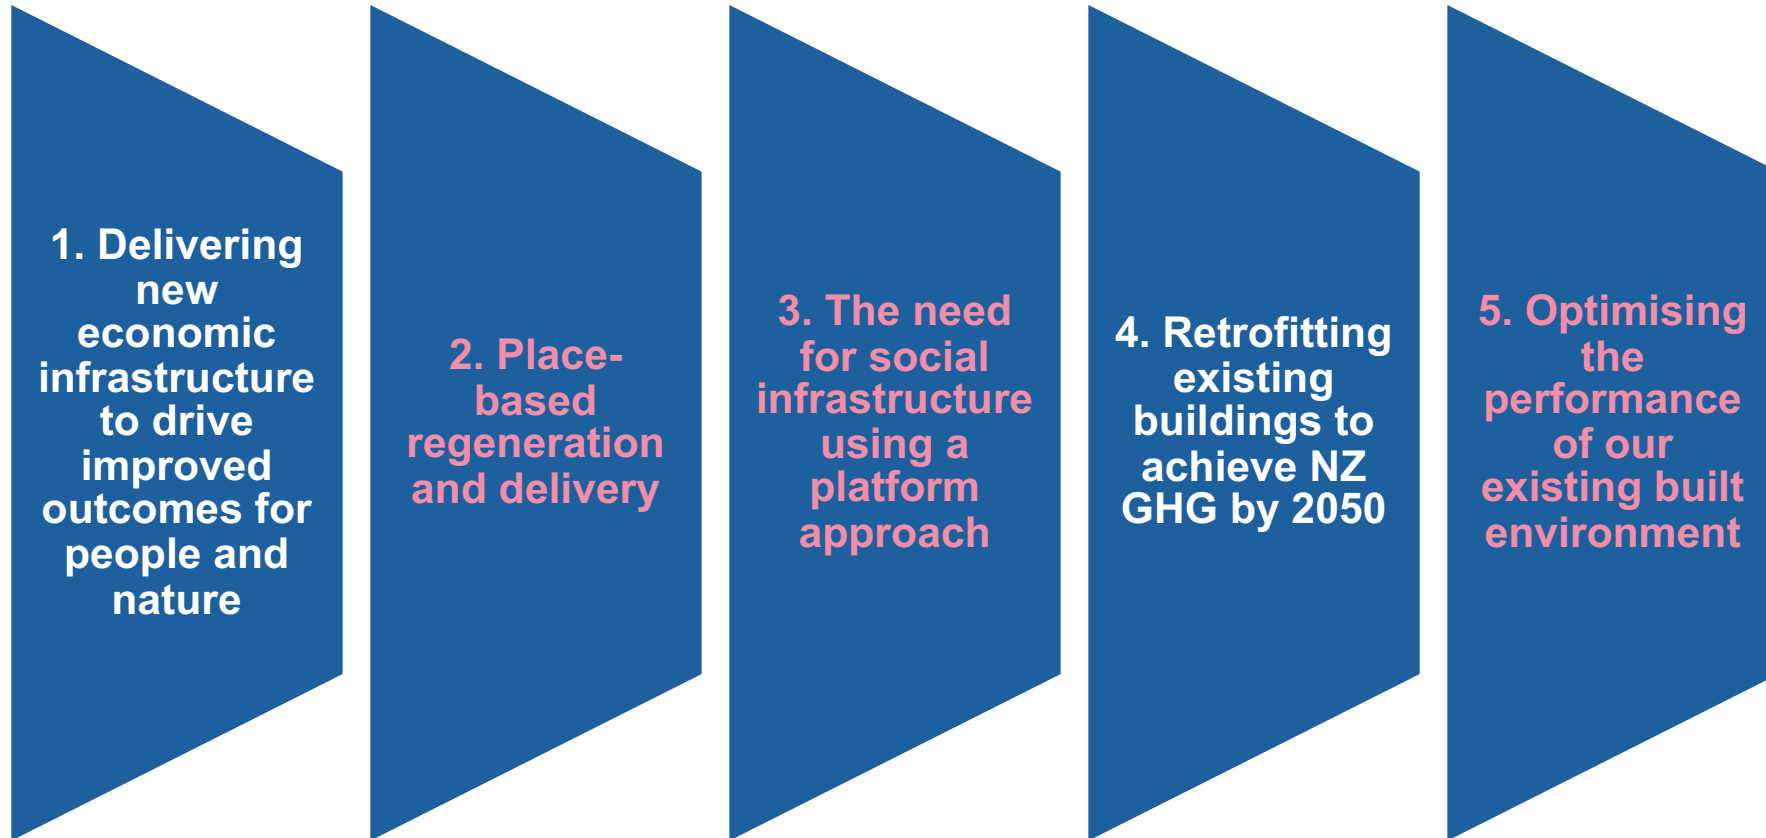 1. Delivering
new
economic
infrastructure
to drive
improved
outcomes for
people and
nature
2. Place-
based
regeneration
and delivery
3. The need
for social
infrastructure
using a
platform
approach
4. Retrofitting
existing
buildings to
achieve NZ
GHG by 2050
5. Optimising
the
performance
of our
existing built
environment